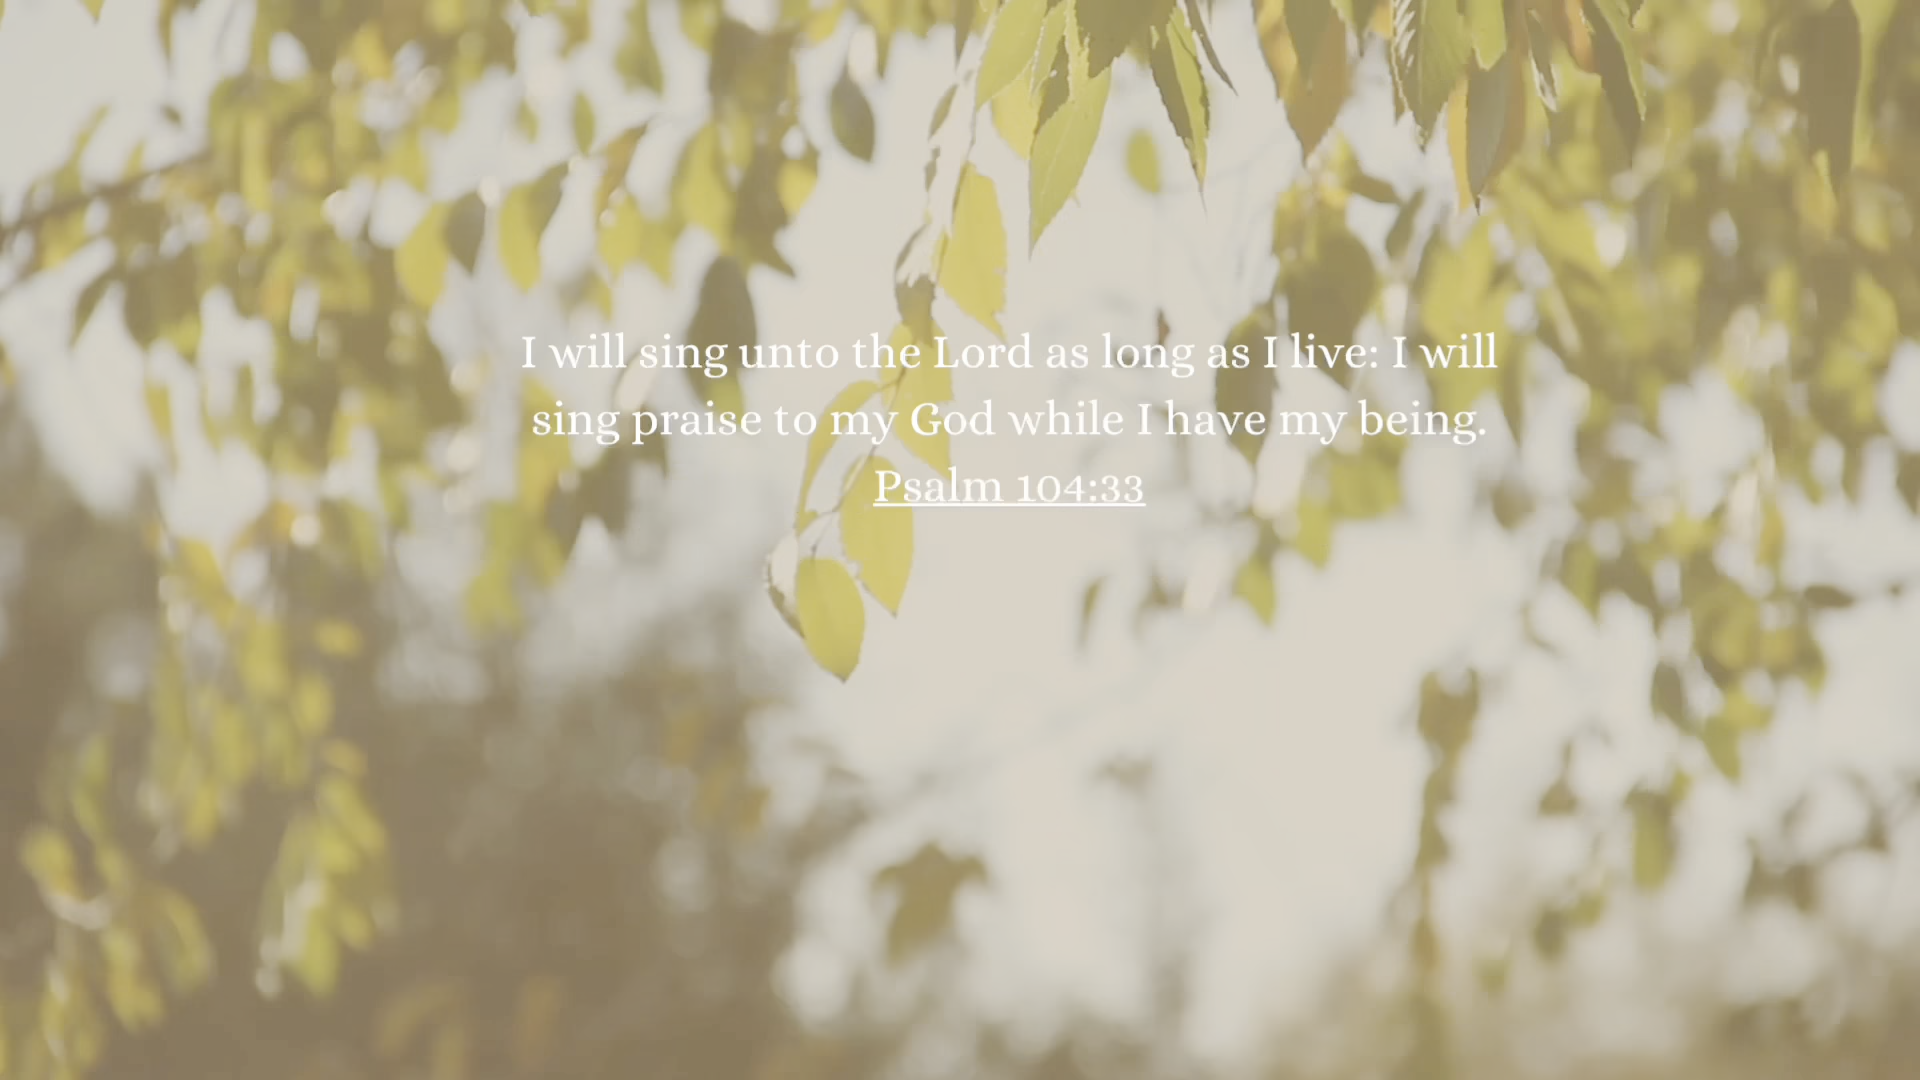 I will sing unto the Lord as long as I live: I will
sing praise to my God while I have my being.
Psalm 104:33